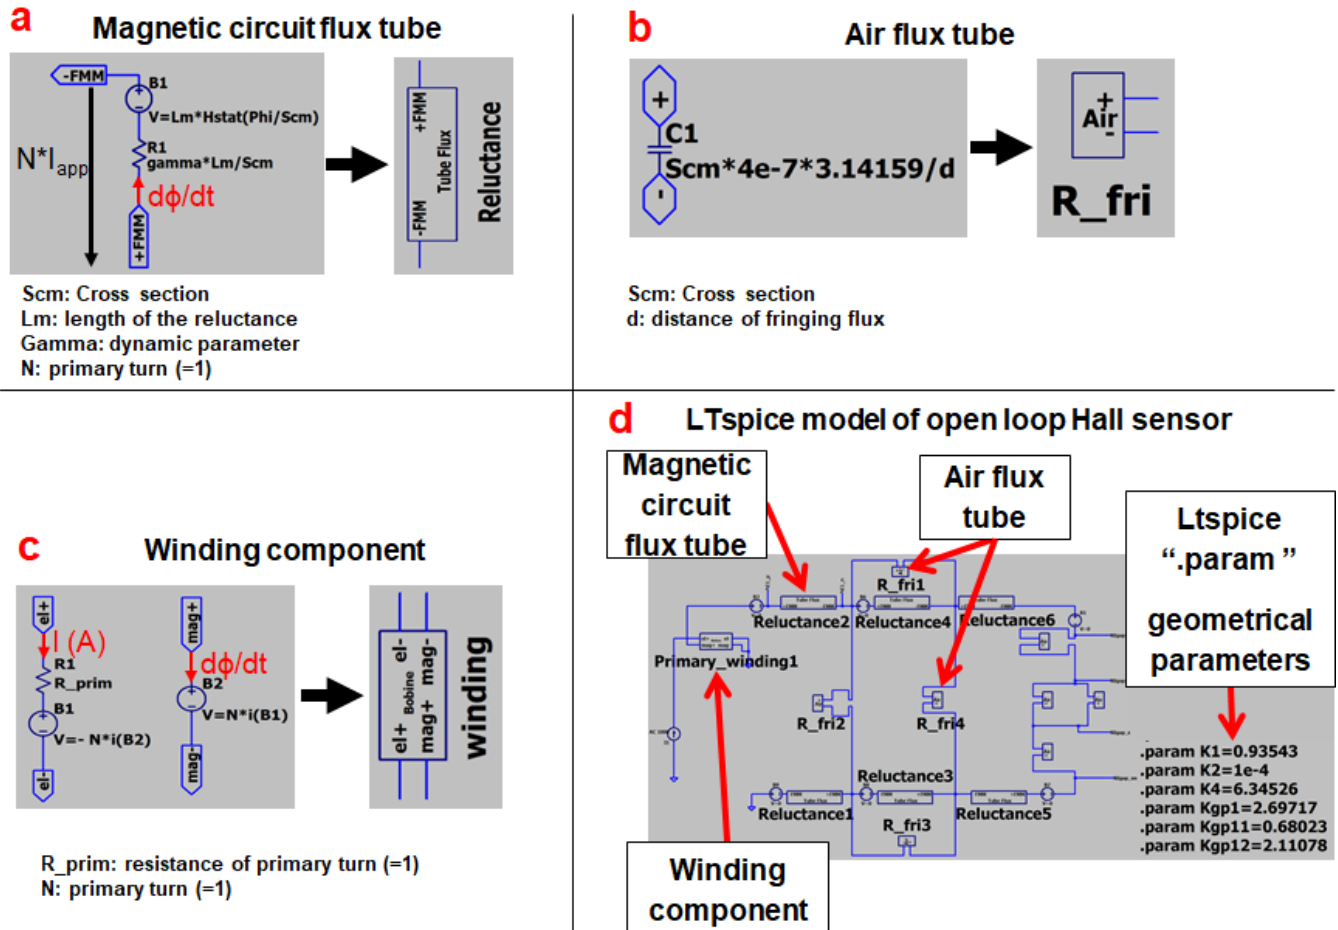 a
Magnetic circuit flux tube
-FMM
B1
V=Lm*Hstat(Phi/Scm)
R1
gamma*Lm/Scm
N*Iapp
dϕ/dt
+FMM
+FMM
Tube Flux
-FMM
Reluctance
Scm: Cross section
Lm: length of the reluctance
Gamma: dynamic parameter
N: primary turn (=1)
b
Air flux tube
+
C1
Scm*4e-7*3.14159/d
-
+
Air
-
R_fri
Scm: Cross section
d: distance of fringing flux
c
Winding component
el+
I (A)
R1
R_prim
B1
V=- N*i(B2)
el-
mag+
dϕ/dt
B2
V=N*i(B1)
mag-
el+ Bobine el-
mag+ mag-
winding
R_prim: resistance of primary turn (=1)
N: primary turn (=1)
d
LTspice model of open loop Hall sensor
Magnetic
circuit
flux tube
Air flux
tube
Ltspice
“.param ”
geometrical
parameters
R_fri1
Reluctance2
Reluctance4
Reluctance6
Primary_winding1
R_fri2
R_fri4
Reluctance3
Reluctance1
Reluctance5
R_fri3
.param K1=0.93543
.param K2=1e-4
.param K4=6.34526
.param Kgp1=2.69717
.param Kgp11=0.68023
.param Kgp12=2.11078
Winding
component